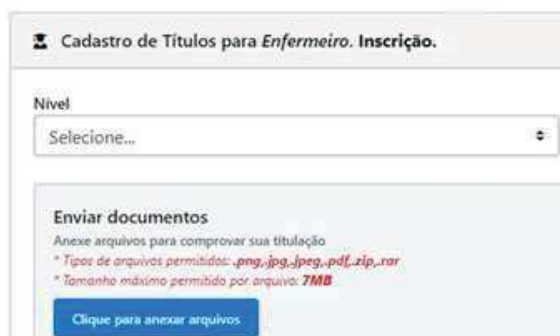 Cadastro de Títulos para Enfermeiro. Inscrição.
Nível
Selecione...
Enviar documentos
Anexe arquivos para comprovar sua titulação
* Tipos de arquivos permitidos: .png,.jpg,.jpeg,.pdf,.zip,.rar
* Tamanho máximo permitido por arquivo: 7MB
Clique para anexar arquivos